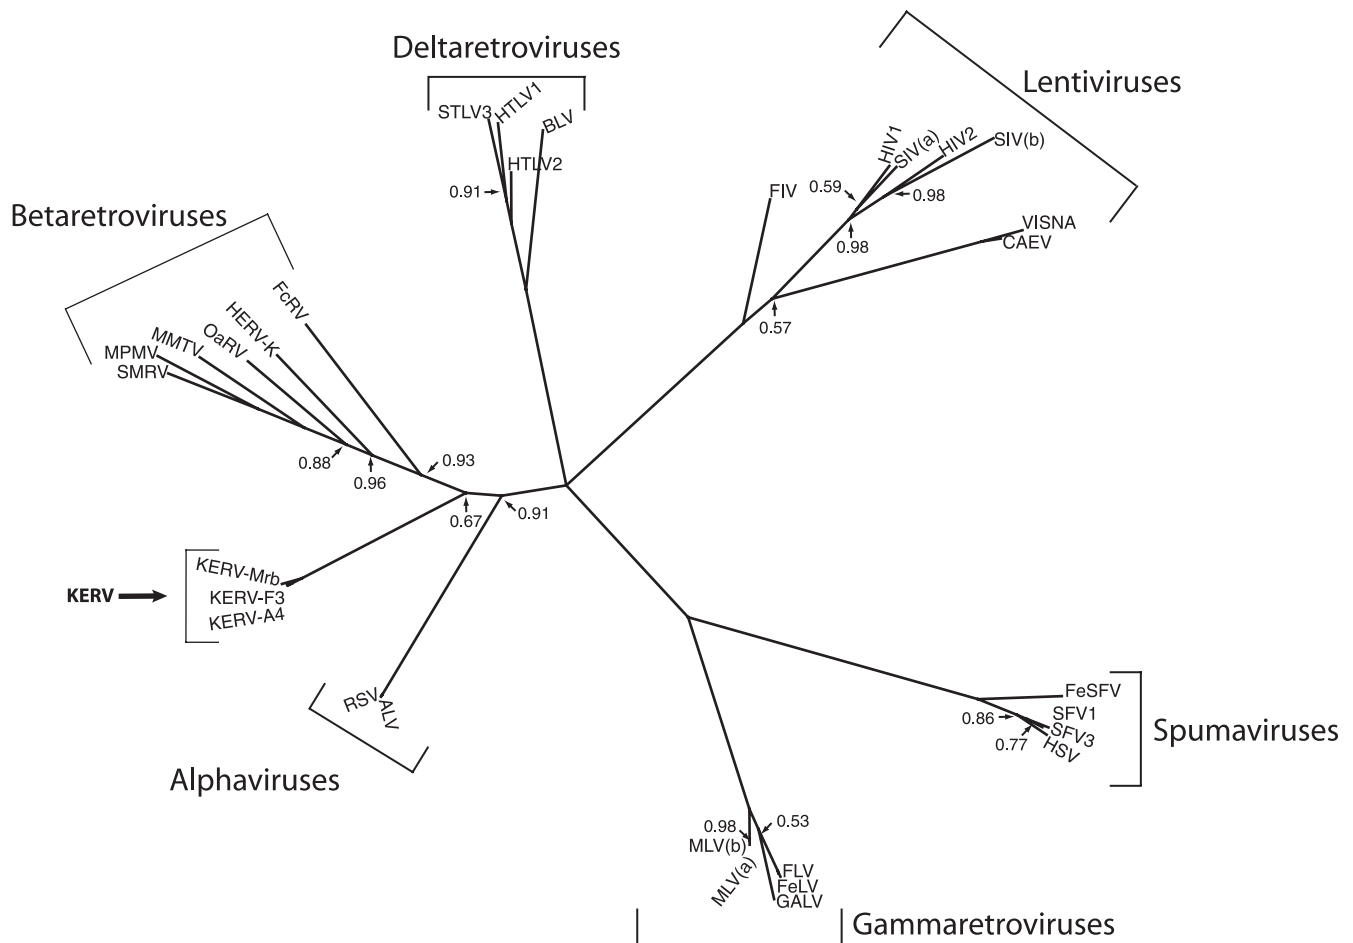 Deltaretroviruses
STLV3
HTLV1
BLV
HTLV2
0.91
Lentiviruses
HIV1
SIV(a)
HIV2
SIV(b)
FIV
0.59
0.98
0.98
VISNA
CAEV
0.57
Betaretroviruses
FcRV
HERV-K
OaRV
MMTV
MPMV
SMRV
0.88
0.96
0.93
0.67
0.91
KERV
KERV-Mrb
KERV-F3
KERV-A4
RSV
ALV
Alphaviruses
FeSFV
SFV1
SFV3
HSV
0.86
0.77
Spumaviruses
0.98
0.53
MLV(b)
MLV(a)
FLV
FeLV
GALV
Gammaretroviruses